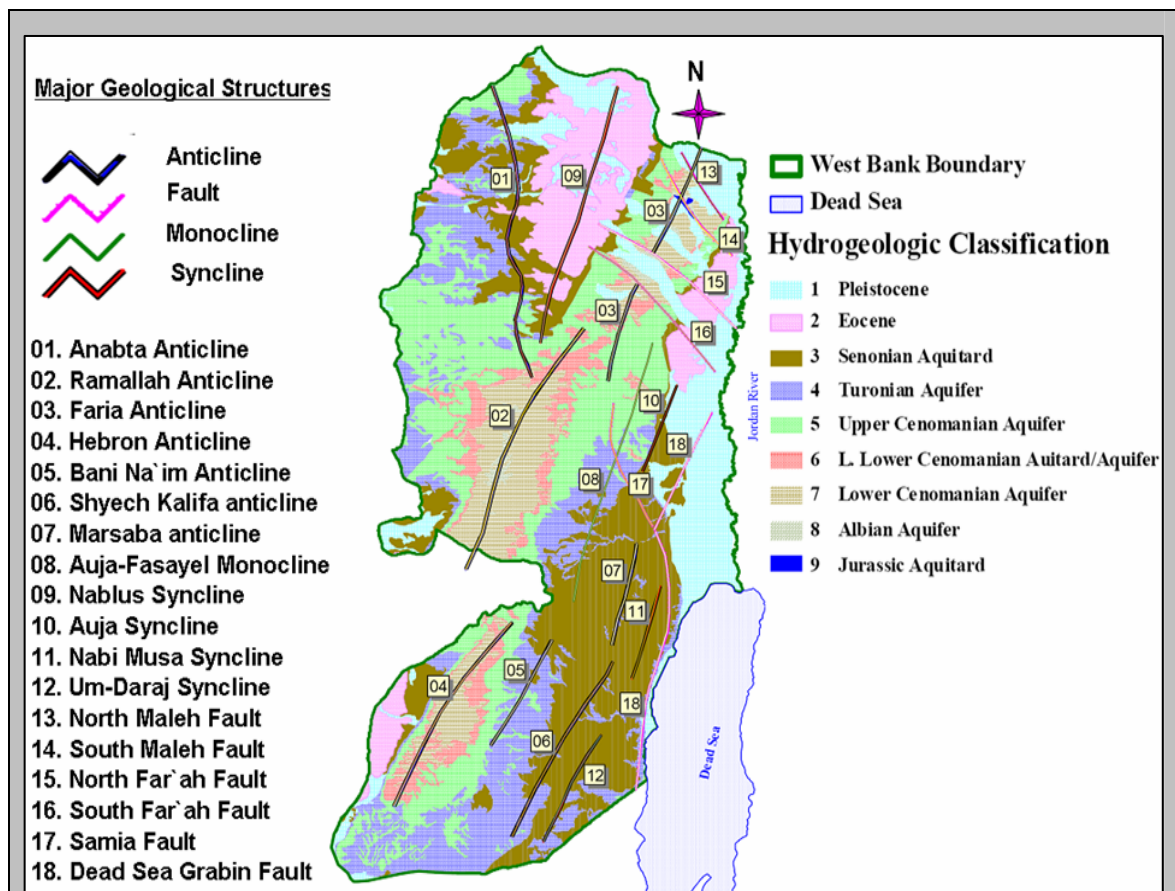 Major Geological Structures
Anticline
Fault
Monocline
Syncline
01. Anabta Anticline
02. Ramallah Anticline
03. Faria Anticline
04. Hebron Anticline
05. Bani Na`im Anticline
06. Shyech Kalifa anticline
07. Marsaba anticline
08. Auja-Fasayel Monocline
09. Nablus Syncline
10. Auja Syncline
11. Nabi Musa Syncline
12. Um-Daraj Syncline
13. North Maleh Fault
14. South Maleh Fault
15. North Far`ah Fault
16. South Far`ah Fault
17. Samia Fault
18. Dead Sea Grabin Fault
N
01
09
13
03
14
15
03
16
02
10
18
08
17
07
11
05
04
18
06
12
Jordan River
Dead Sea
West Bank Boundary
Dead Sea
Hydrogeologic Classification
1 Pleistocene
2 Eocene
3 Senonian Aquitard
4 Turonian Aquifer
5 Upper Cenomanian Aquifer
6 L. Lower Cenomanian Auitard/Aquifer
7 Lower Cenomanian Aquifer
8 Albian Aquifer
9 Jurassic Aquitard